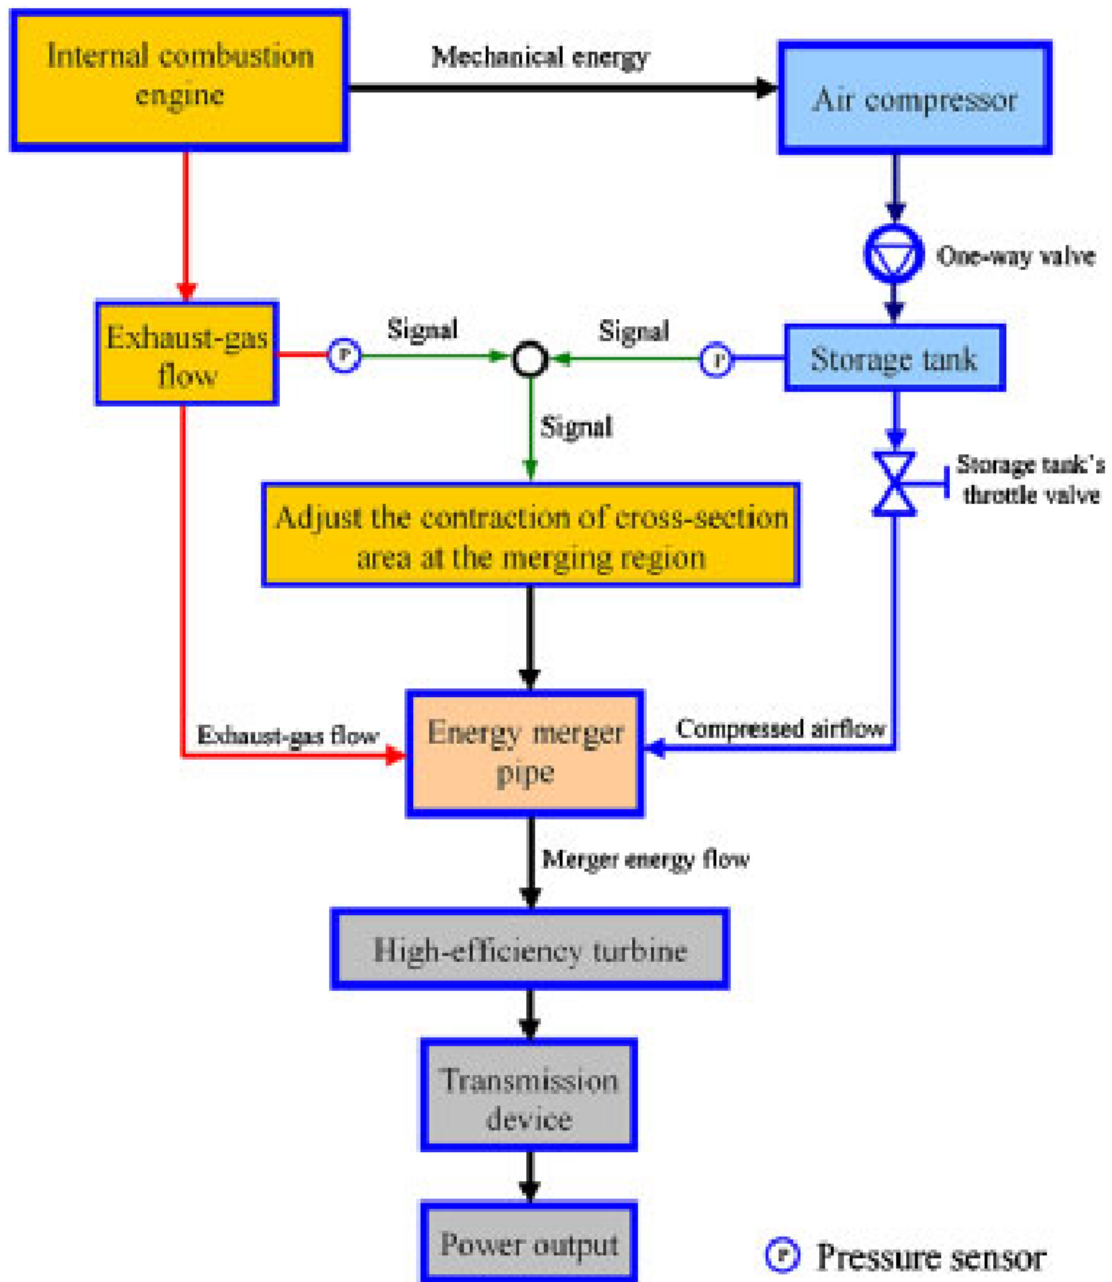 Internal combustion
engine
Mechanical energy
Air compressor
One-way valve
Exhaust-gas
flow
P
Signal
Signal
P
Storage tank
Signal
Storage tank's
throttle valve
Adjust the contraction of cross-section
area at the merging region
Exhaust-gas flow
Energy merger
pipe
Compressed airflow
Merger energy flow
High-efficiency turbine
Transmission
device
Power output
P Pressure sensor